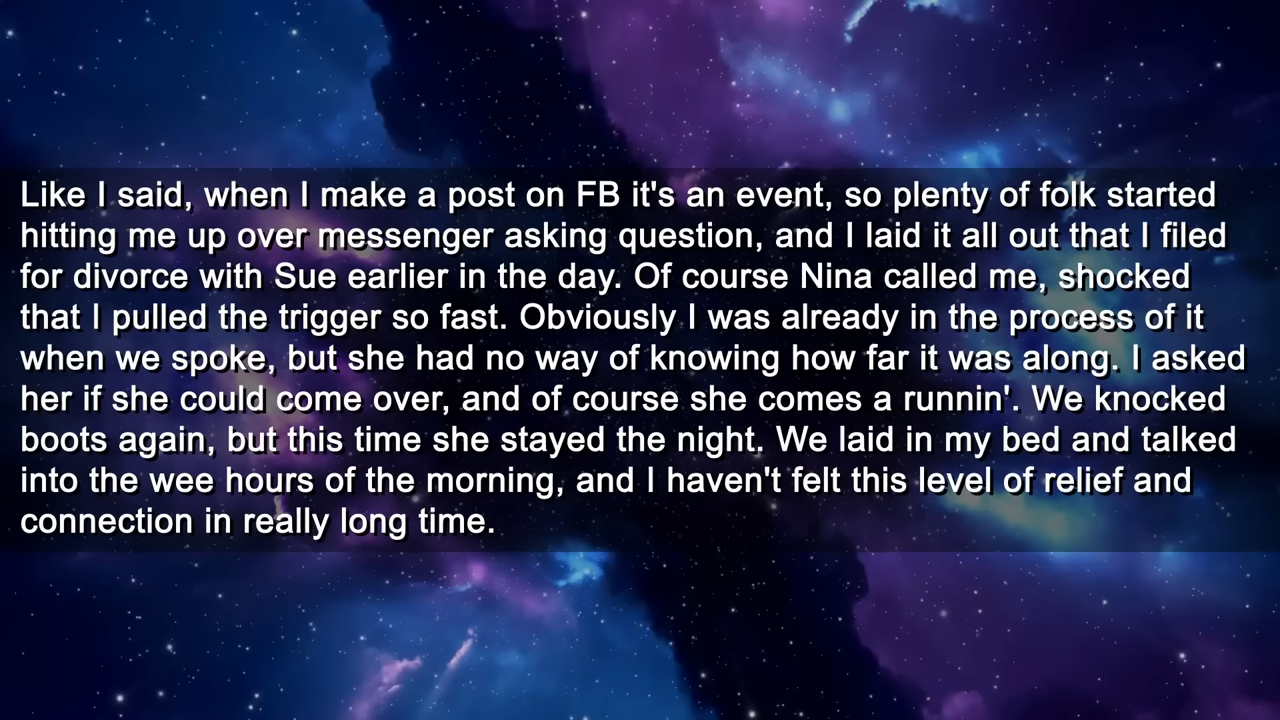 Like I said, when I make a post on FB it's an event, so plenty of folk started
hitting me up over messenger asking question, and I laid it all out that I filed
for divorce with Sue earlier in the day. Of course Nina called me, shocked
that I pulled the trigger so fast. Obviously I was already in the process of it
when we spoke, but she had no way of knowing how far it was along. I asked
her if she could come over, and of course she comes a runnin'. We knocked
boots again, but this time she stayed the night. We laid in my bed and talked
into the wee hours of the morning, and I haven't felt this level of relief and
connection in really long time.